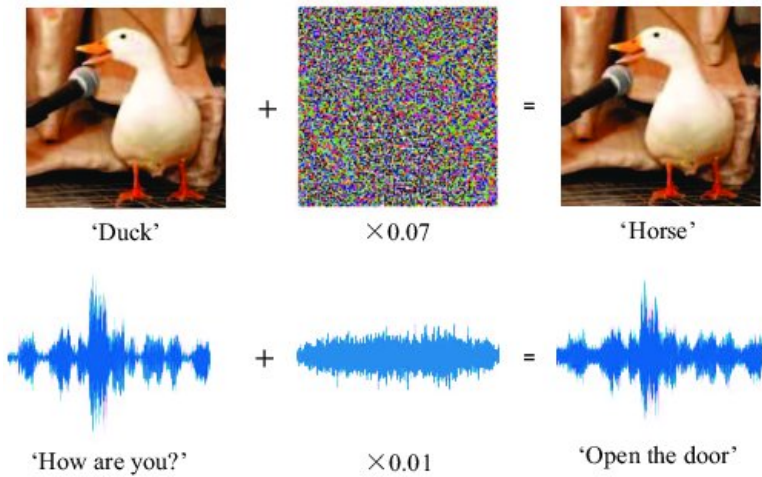 + =
‘Duck’ ×0.07 ‘Horse’
+ =
‘How are you?’ ×0.01 ‘Open the door’